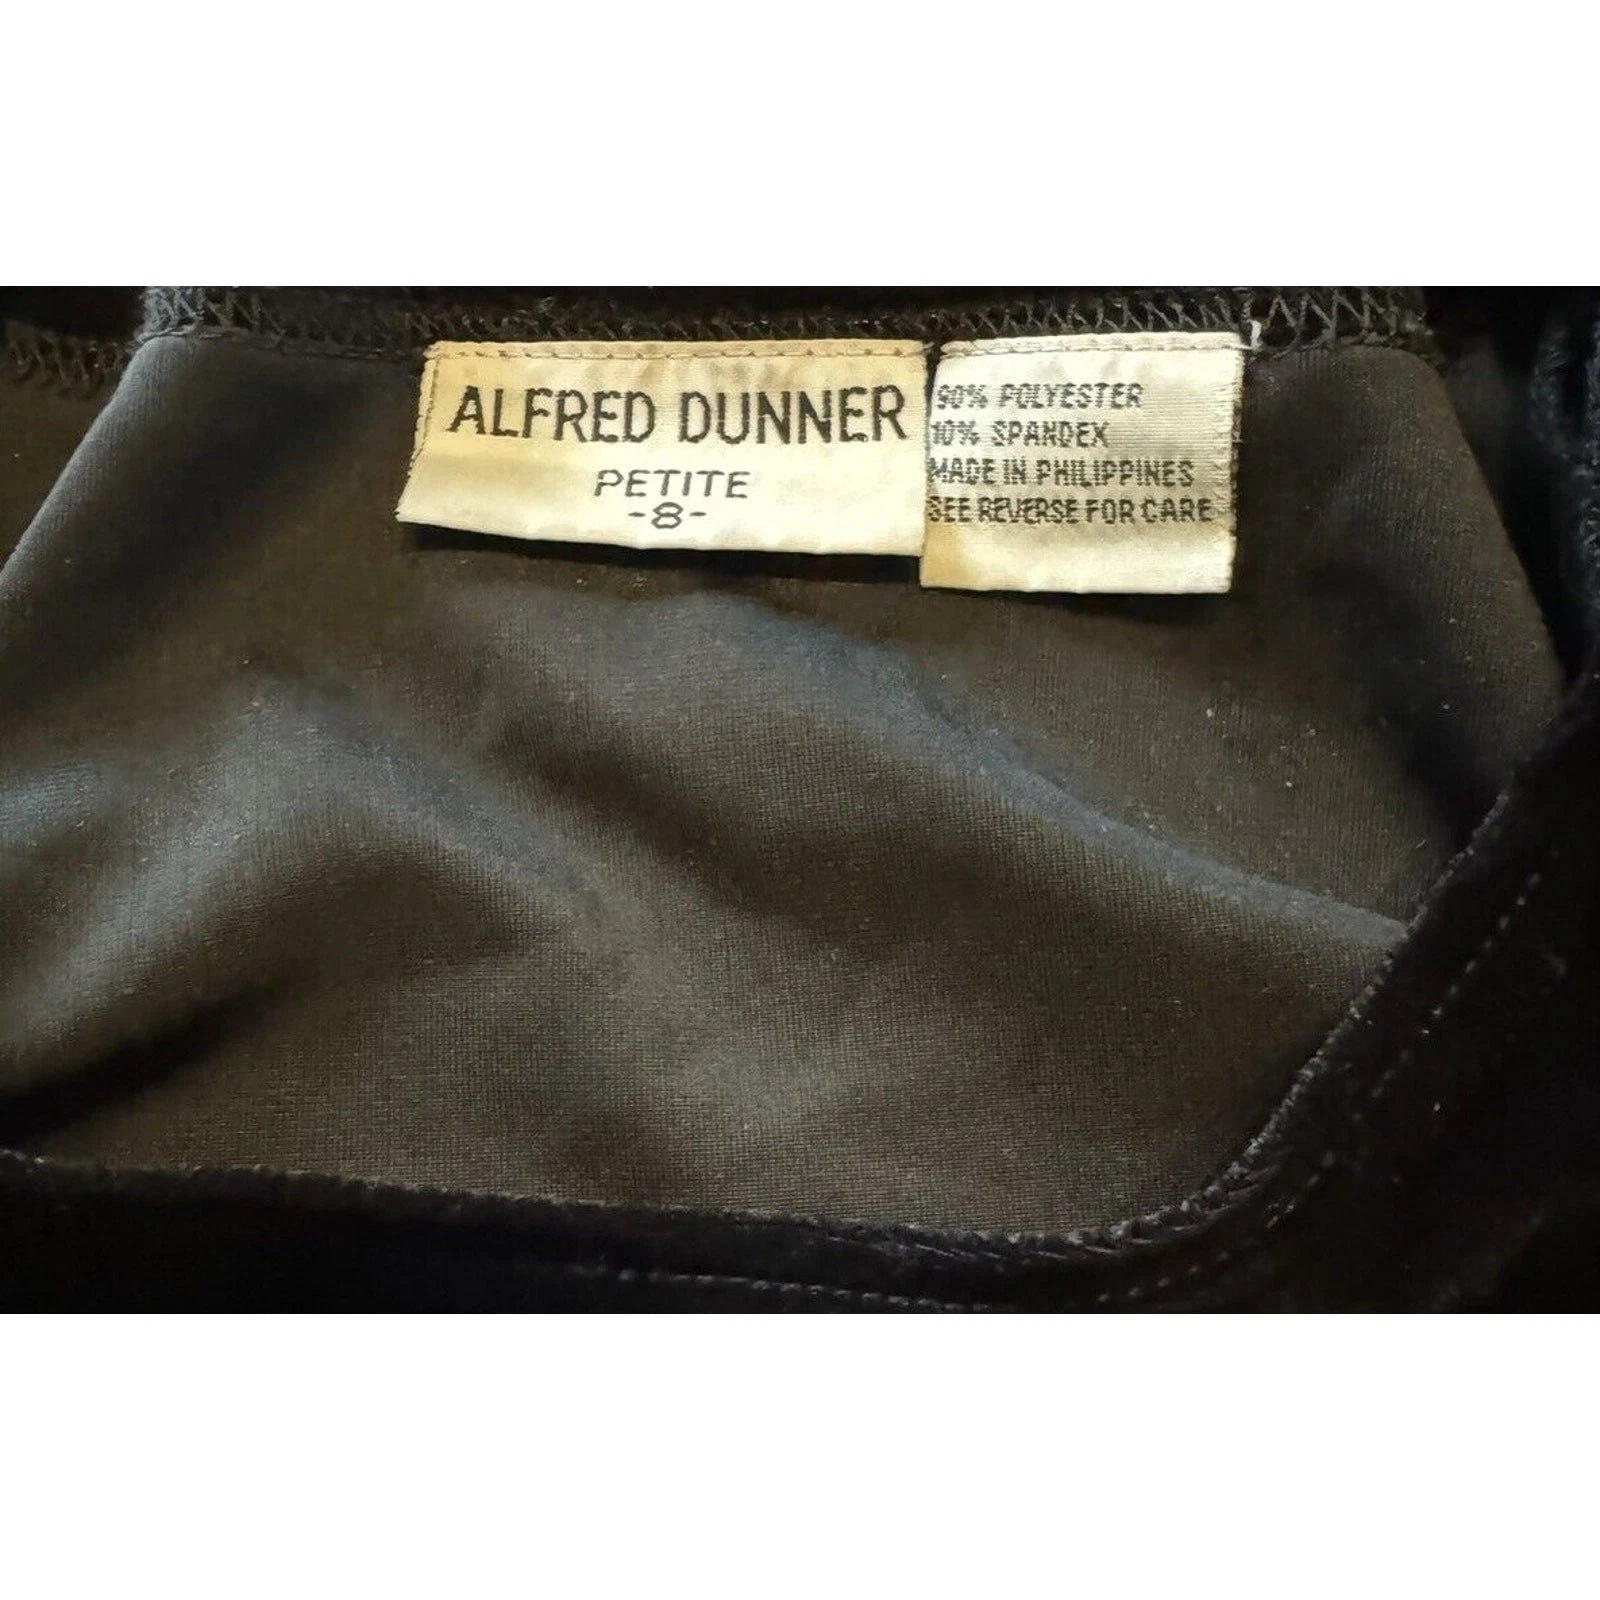 ALFRED DUNNER
PETITE
-8-
90% POLYESTER
10% SPANDEX
MADE IN PHILIPPINES
SEE REVERSE FOR CARE